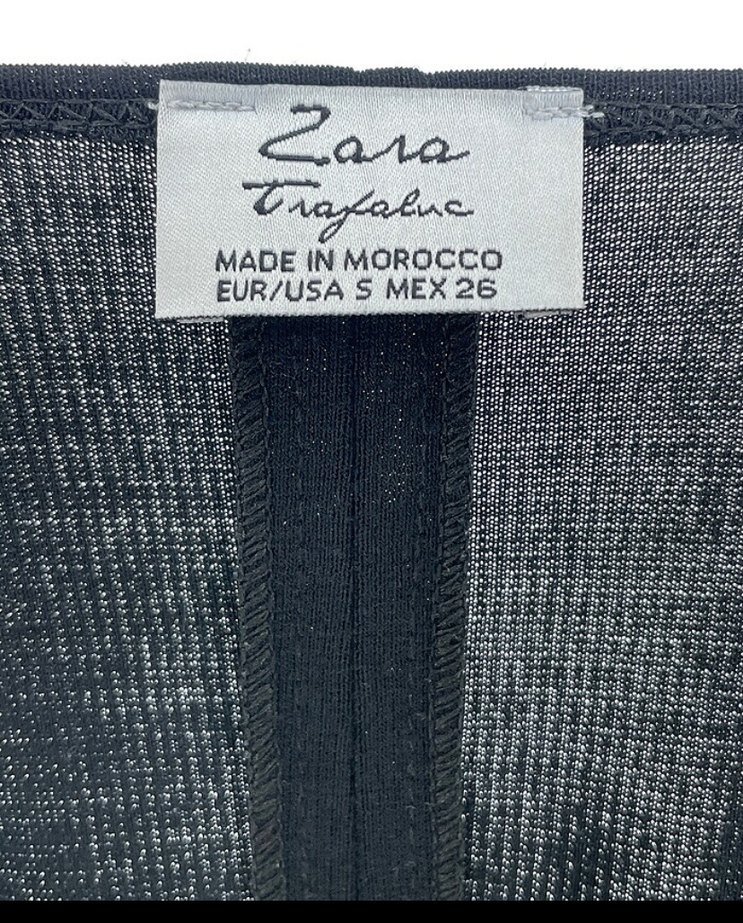 Zara
Trafaluc
MADE IN MOROCCO
EUR/USA S MEX 26